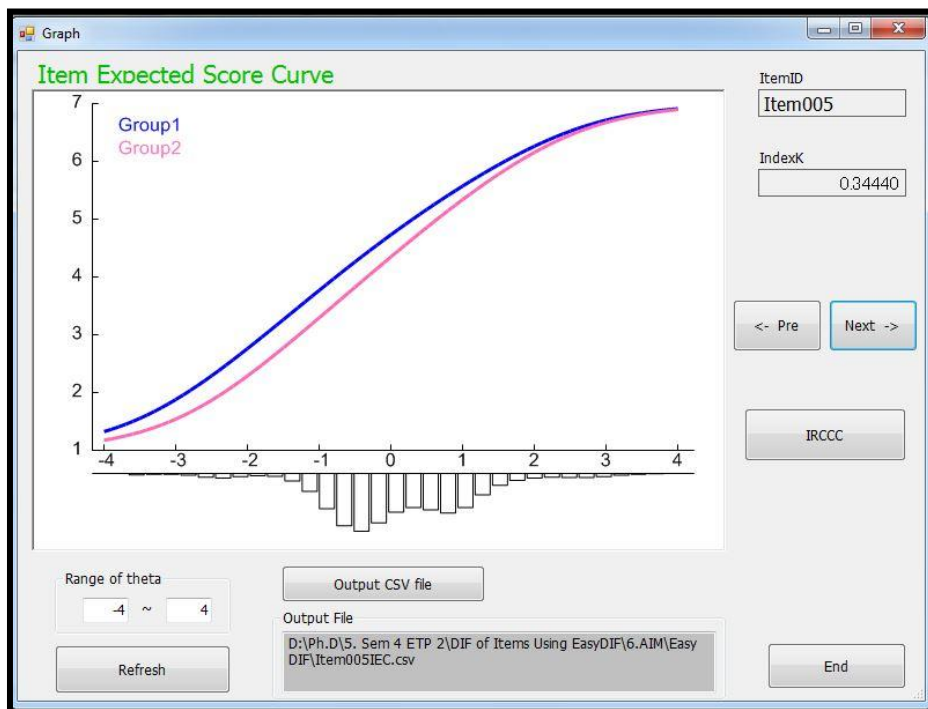 Graph
Item Expected Score Curve
7
Group1
Group2
6
5
4
3
2
1
-4 -3 -2 -1 0 1 2 3 4
ItemID
Item005
IndexK
0.34440
<- Pre Next ->
IRCCC
Range of theta
-4 ~ 4
Refresh
Output CSV file
Output File
D:\Ph.D\5. Sem 4 ETP 2\DIF of Items Using EasyDIF\6.AIM\Easy
DIF\Item005IEC.csv
End